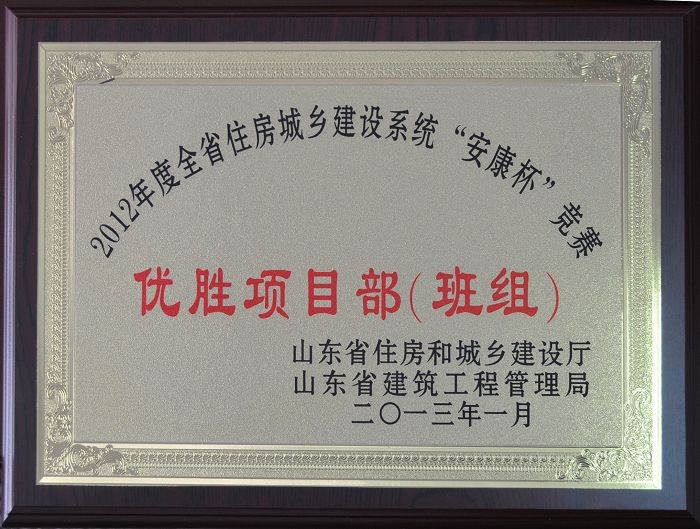 2012年度全省住房城乡建设系统“安康杯”竞赛
优胜项目部(班组)
山东省住房和城乡建设厅
山东省建筑工程管理局
二〇一三年一月